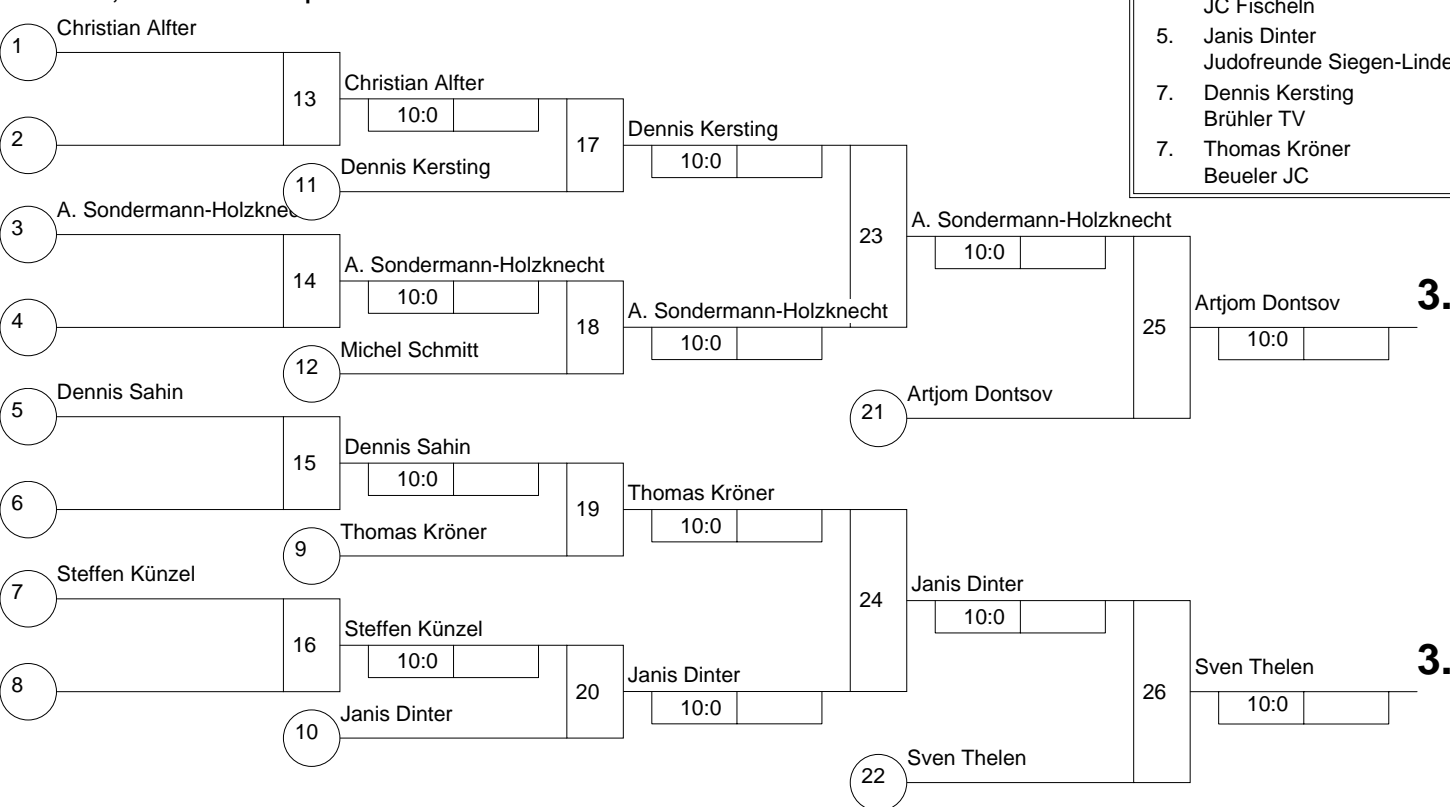 JC Fischeln
5. Janis Dinter
Judofreunde Siegen-Linde
7. Dennis Kersting
Brühler TV
7. Thomas Kröner
Beueler JC
1
Christian Alfter
2
13
Christian Alfter
10:0
11
Dennis Kersting
17
Dennis Kersting
10:0
3
A. Sondermann-Holzknec
4
14
A. Sondermann-Holzknecht
10:0
12
Michel Schmitt
18
A. Sondermann-Holzknecht
10:0
23
A. Sondermann-Holzknecht
10:0
21
Artjom Dontsov
25
Artjom Dontsov
10:0
3.
5
Dennis Sahin
6
15
Dennis Sahin
10:0
9
Thomas Kröner
19
Thomas Kröner
10:0
7
Steffen Künzel
8
16
Steffen Künzel
10:0
10
Janis Dinter
20
Janis Dinter
10:0
24
Janis Dinter
10:0
22
Sven Thelen
26
Sven Thelen
10:0
3.